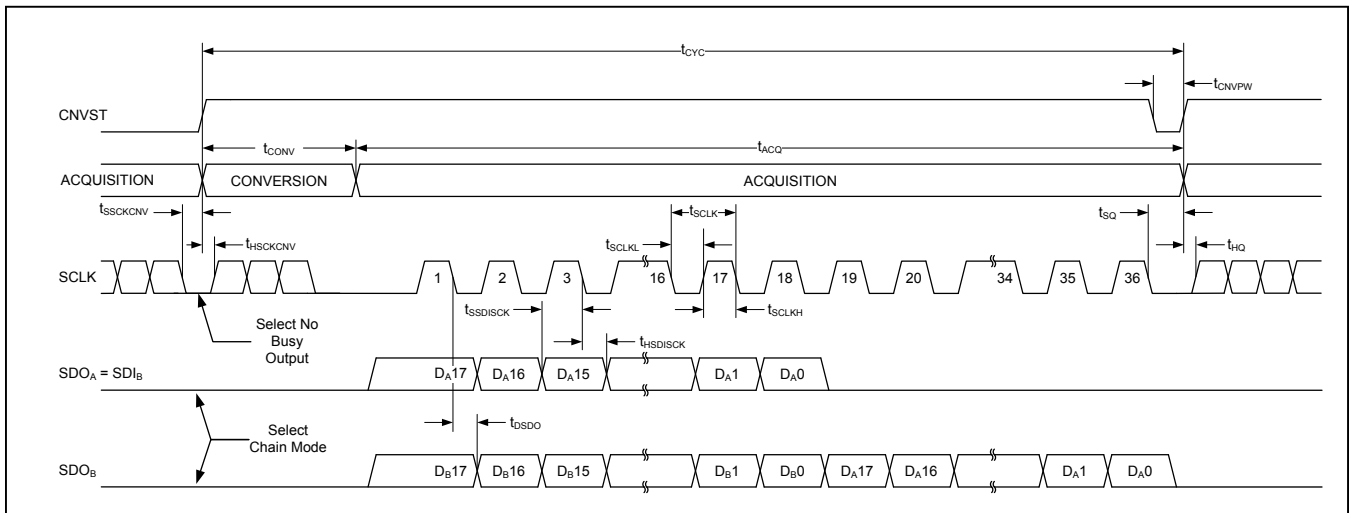 tCYC
tCNVPW
CNVST
tCONV
tACQ
ACQUISITION CONVERSION ACQUISITION
tSSCKCNV
tHSCKCNV
tSCLK
tSCLKL
tSQ
tHQ
SCLK 1 2 3 16 17 18 19 20 34 35 36
tSSDISCK
tSCLKH
Select No
Busy
Output
tHSDISCK
SDOA = SDIB DA17 DA16 DA15 DA1 DA0
tDSDO
Select
Chain Mode
SDOB DB17 DB16 DB15 DB1 DB0 DA17 DA16 DA1 DA0